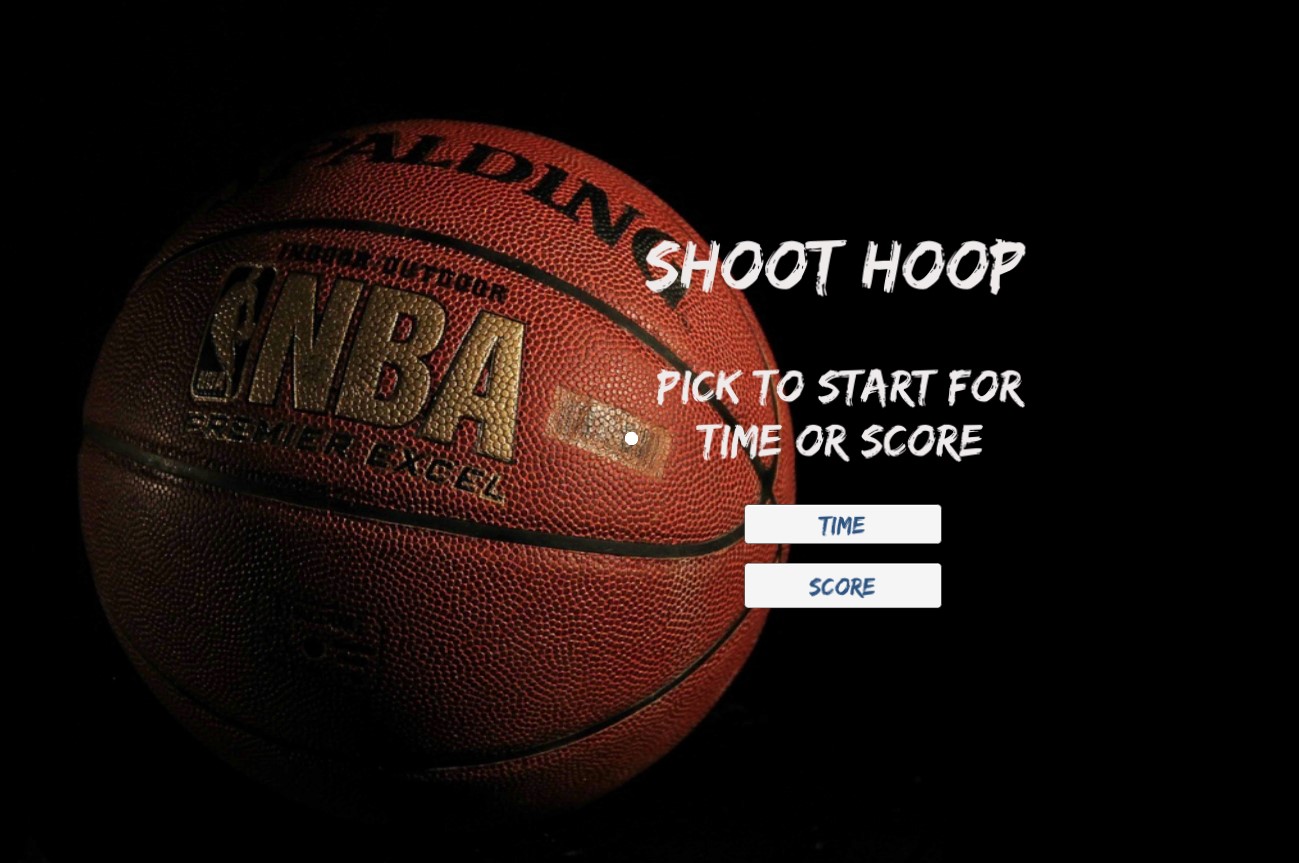 SPALDING
INDOOR OUTDOOR
NBA
PREMIER EXCEL
SHOOT HOOP
PICK TO START FOR
TIME OR SCORE
TIME
SCORE